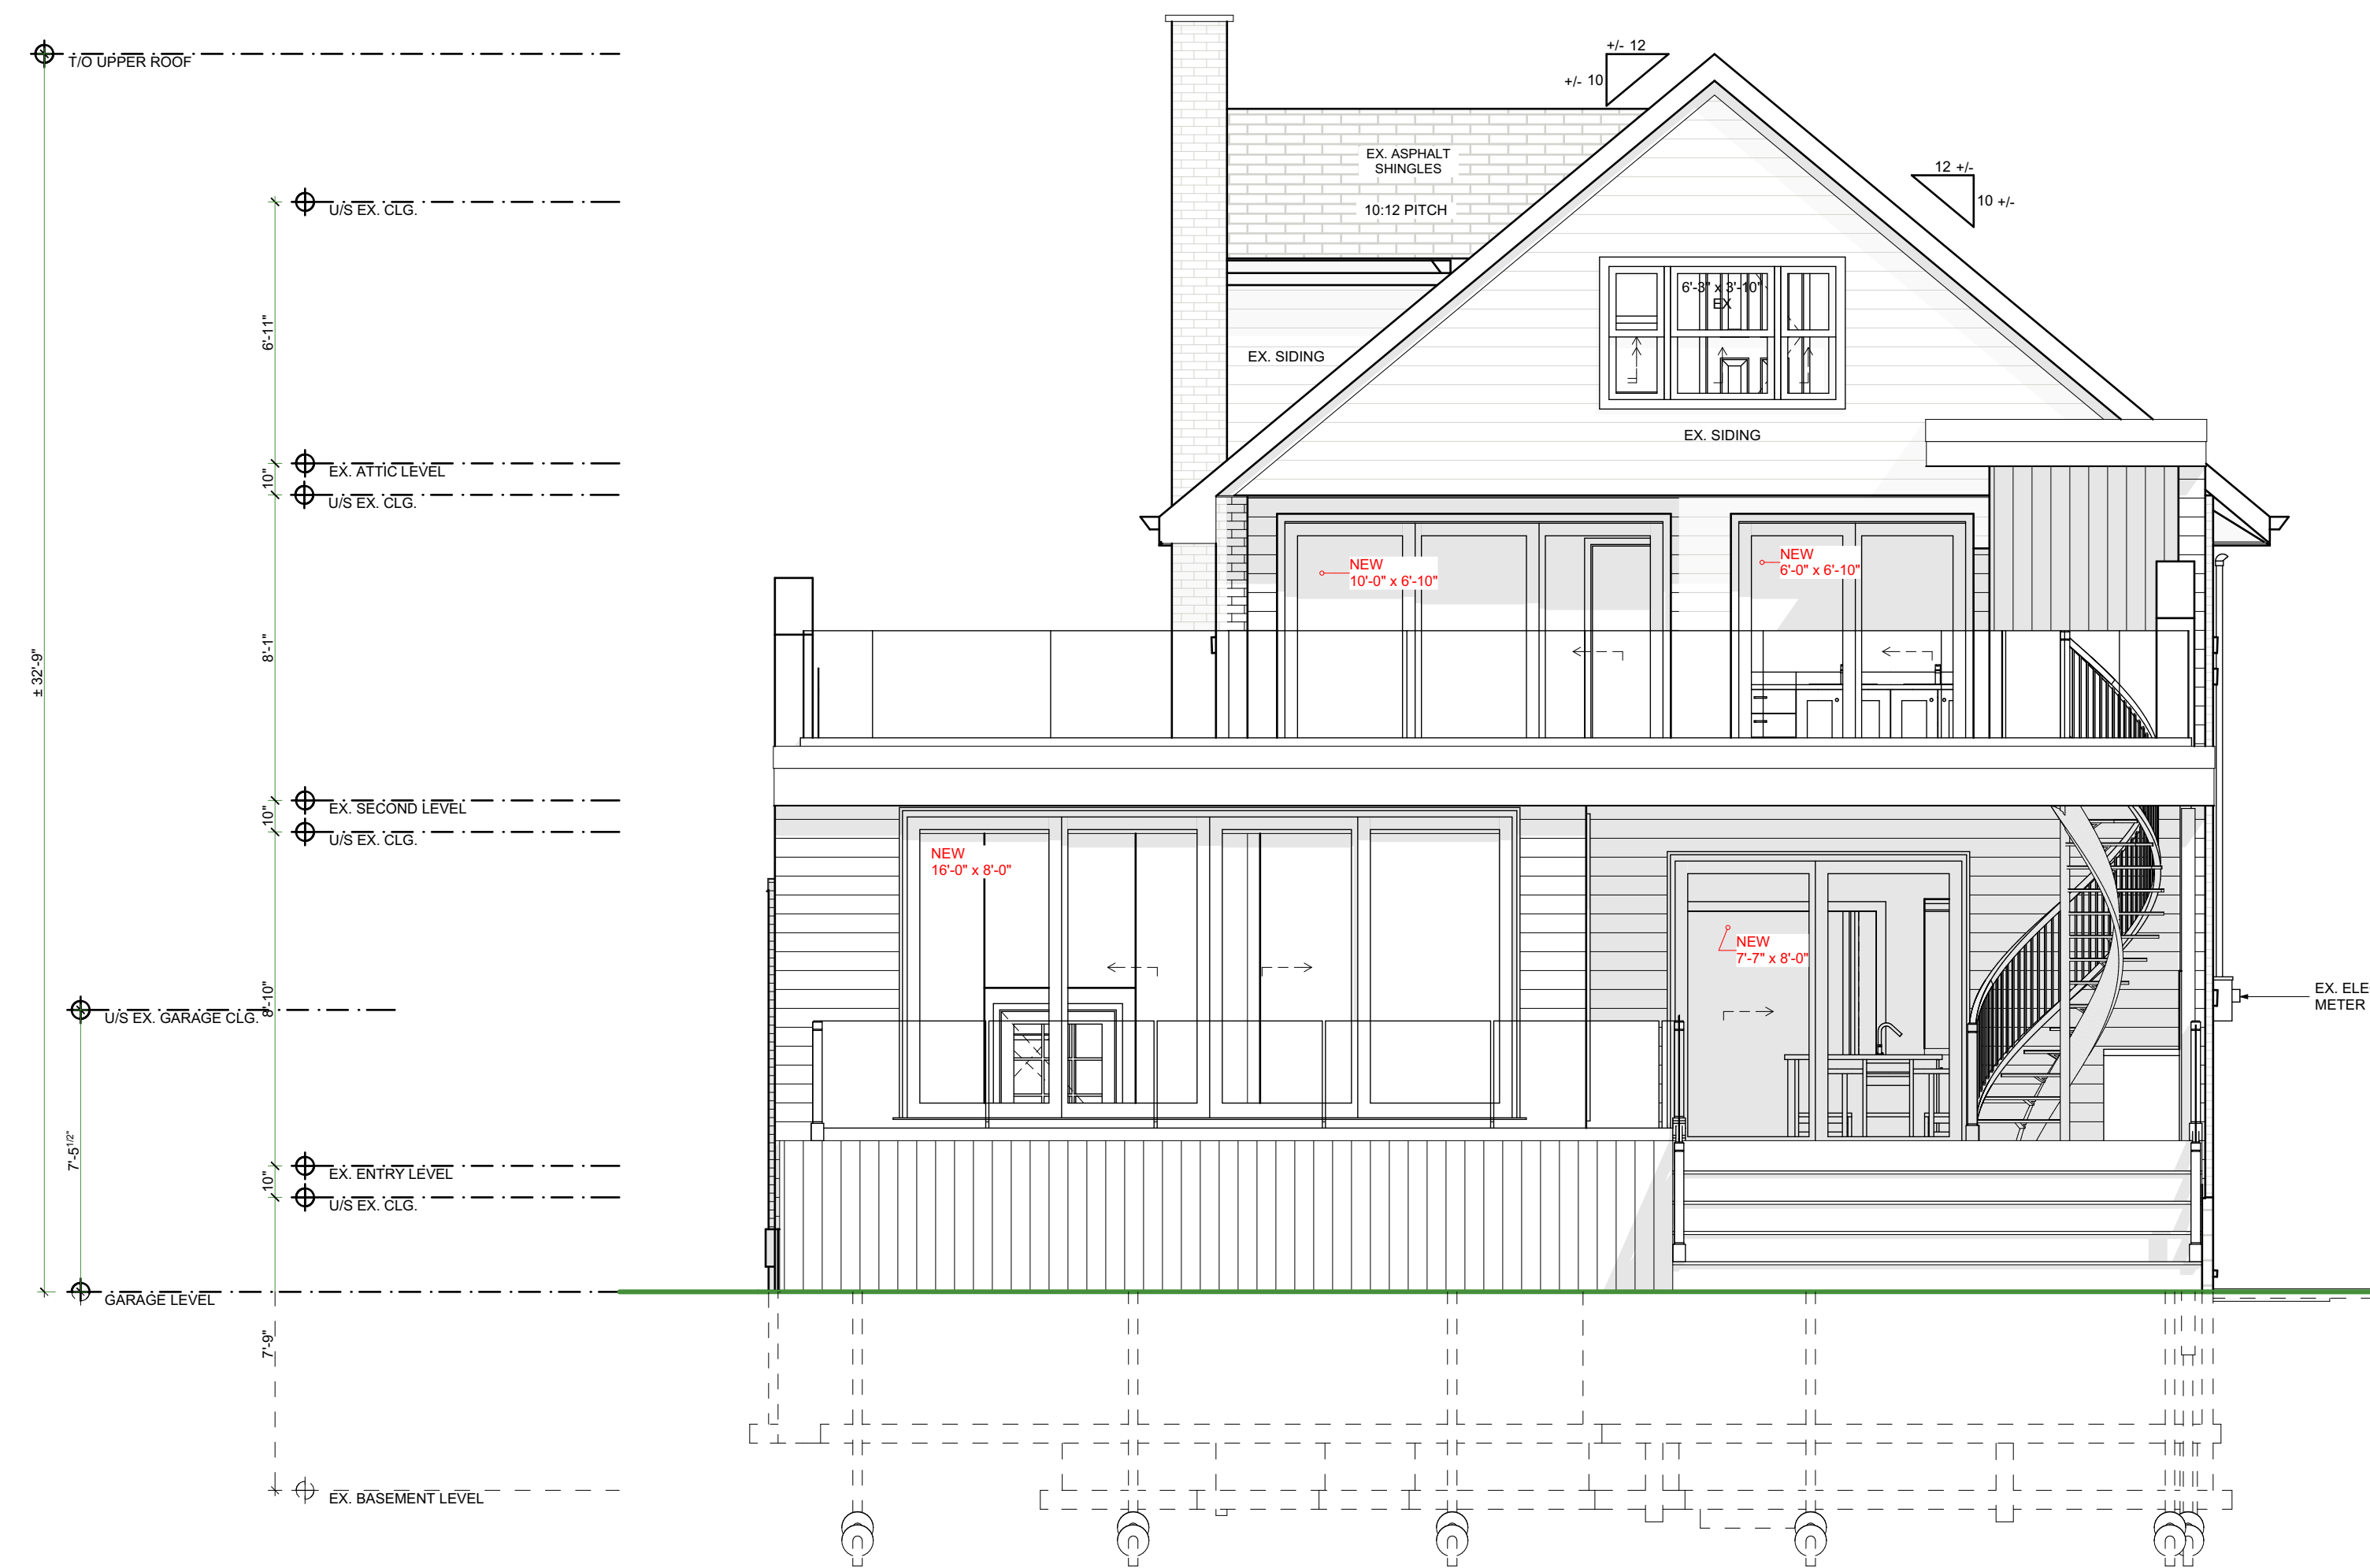 T/O UPPER ROOF
+/- 12
+/- 10
12 +/-
10 +/-
EX. ASPHALT
SHINGLES
10:12 PITCH
U/S EX. CLG.
6'-3" x 3'-10"
EX
6'-11"
EX. SIDING
EX. SIDING
EX. ATTIC LEVEL
10"
U/S EX. CLG.
NEW
10'-0" x 6'-10"
NEW
6'-0" x 6'-10"
8'-1"
± 32'-9"
EX. SECOND LEVEL
10"
U/S EX. CLG.
NEW
16'-0" x 8'-0"
NEW
7'-7" x 8'-0"
8'-10"
U/S EX. GARAGE CLG.
EX. ELE
METER
7'-5 1/2"
EX. ENTRY LEVEL
10"
U/S EX. CLG.
GARAGE LEVEL
7'-9"
EX. BASEMENT LEVEL